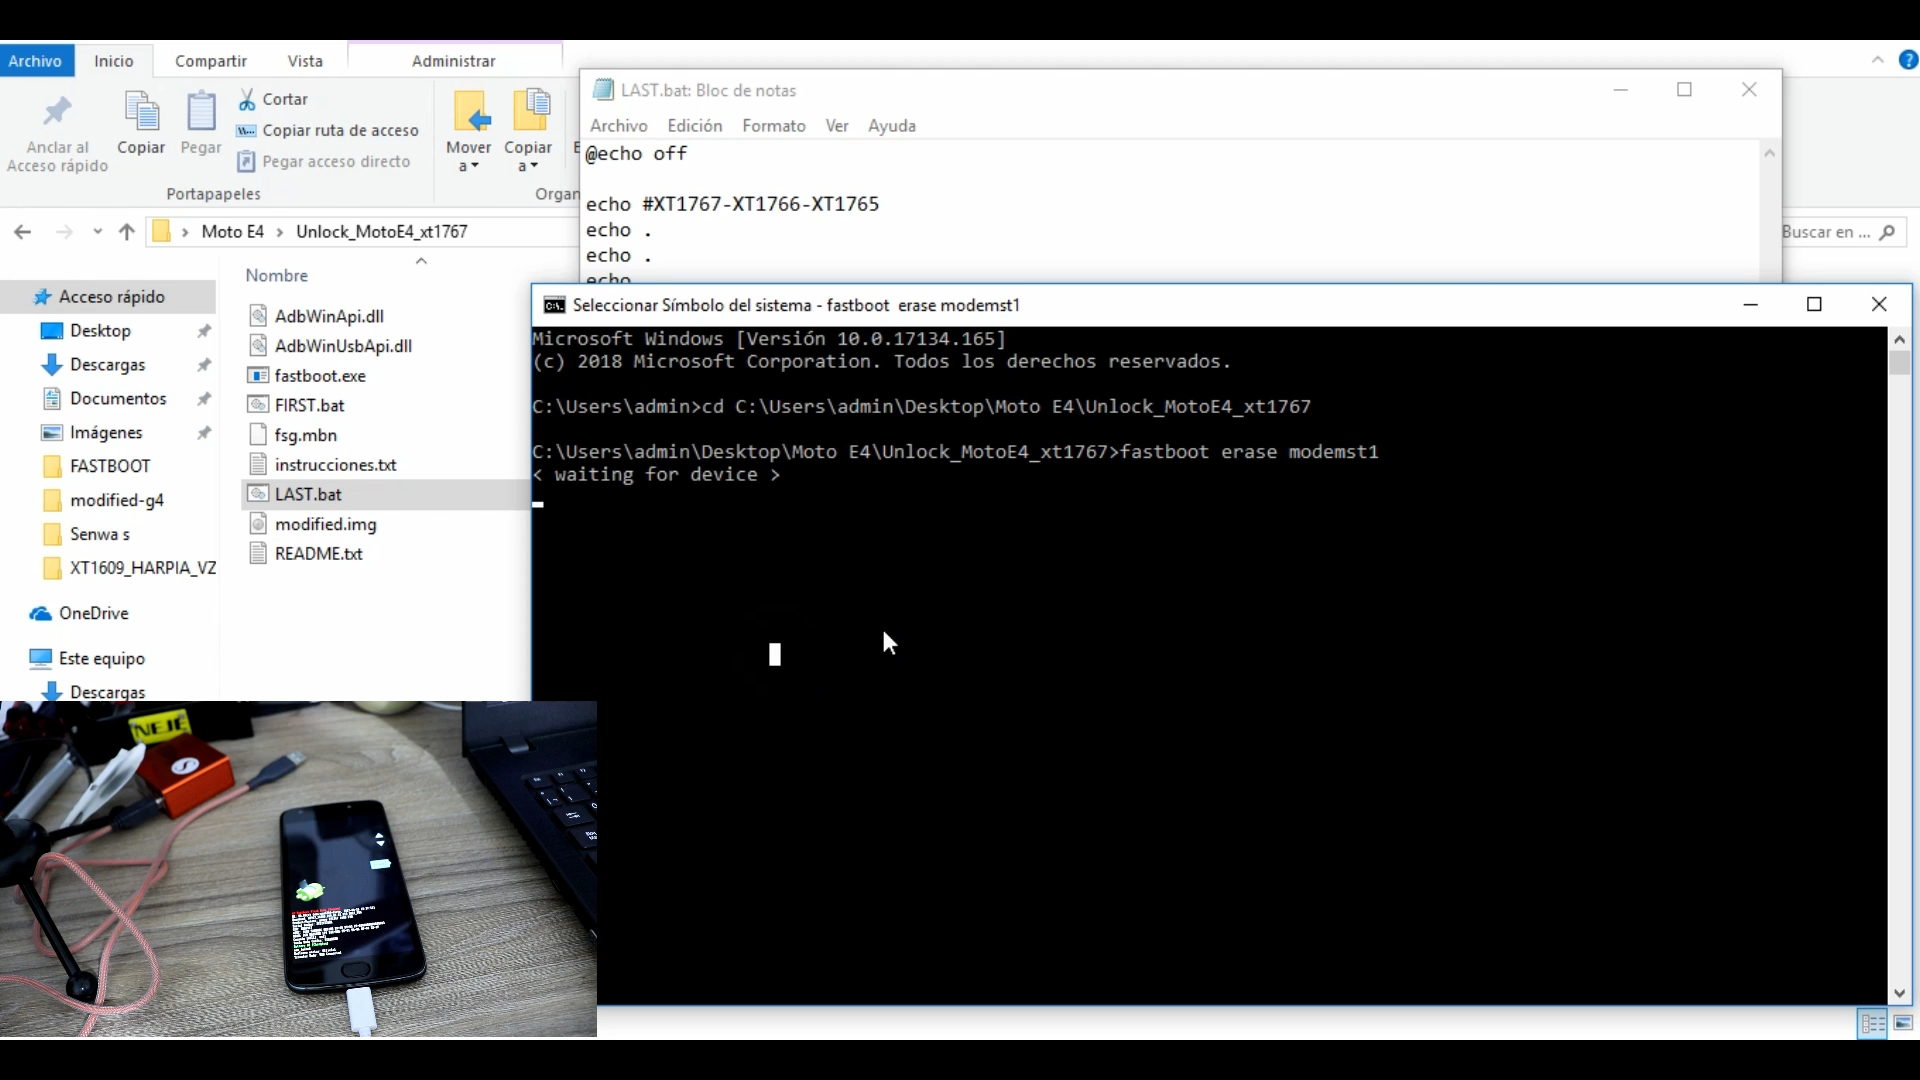 Archivo Inicio Compartir Vista Administrar
Anclar al
Acceso rápido
Copiar
Pegar
Cortar
Copiar ruta de acceso
Pegar acceso directo
Portapapeles
Mover
a
Copiar
a
Organ
Moto E4 › Unlock_MotoE4_xt1767
Buscar en ...
Acceso rápido
Desktop
Descargas
Documentos
Imágenes
FASTBOOT
modified-g4
Senwa s
XT1609_HARPIA_VZ
OneDrive
Este equipo
Descargas
Nombre
AdbWinApi.dll
AdbWinUsbApi.dll
fastboot.exe
FIRST.bat
fsg.mbn
instrucciones.txt
LAST.bat
modified.img
README.txt
LAST.bat: Bloc de notas
Archivo Edición Formato Ver Ayuda
@echo off
echo #XT1767-XT1766-XT1765
echo .
echo .
echo
Seleccionar Símbolo del sistema - fastboot  erase modemst1
Microsoft Windows [Versión 10.0.17134.165]
(c) 2018 Microsoft Corporation. Todos los derechos reservados.
C:\Users\admin>cd C:\Users\admin\Desktop\Moto E4\Unlock_MotoE4_xt1767
C:\Users\admin\Desktop\Moto E4\Unlock_MotoE4_xt1767>fastboot erase modemst1
< waiting for device >
NEJE